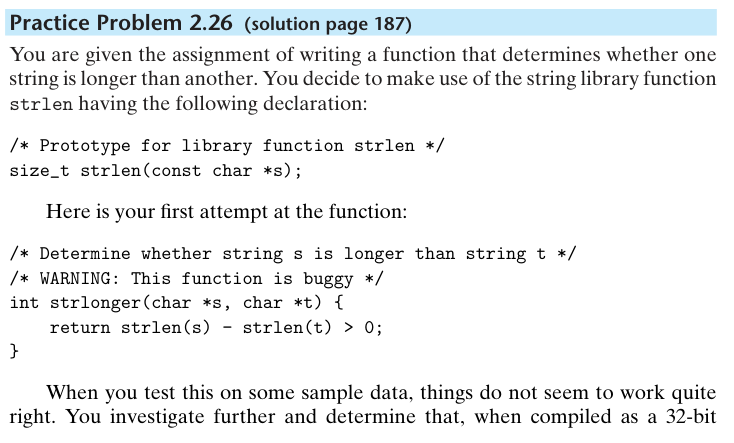 Practice Problem 2.26 (solution page 187)
You are given the assignment of writing a function that determines whether one
string is longer than another. You decide to make use of the string library function
strlen having the following declaration:
/* Prototype for library function strlen */
size_t strlen(const char *s);
Here is your first attempt at the function:
/* Determine whether string s is longer than string t */
/* WARNING: This function is buggy */
int strlonger(char *s, char *t) {
    return strlen(s) - strlen(t) > 0;
}
When you test this on some sample data, things do not seem to work quite
right. You investigate further and determine that, when compiled as a 32-bit